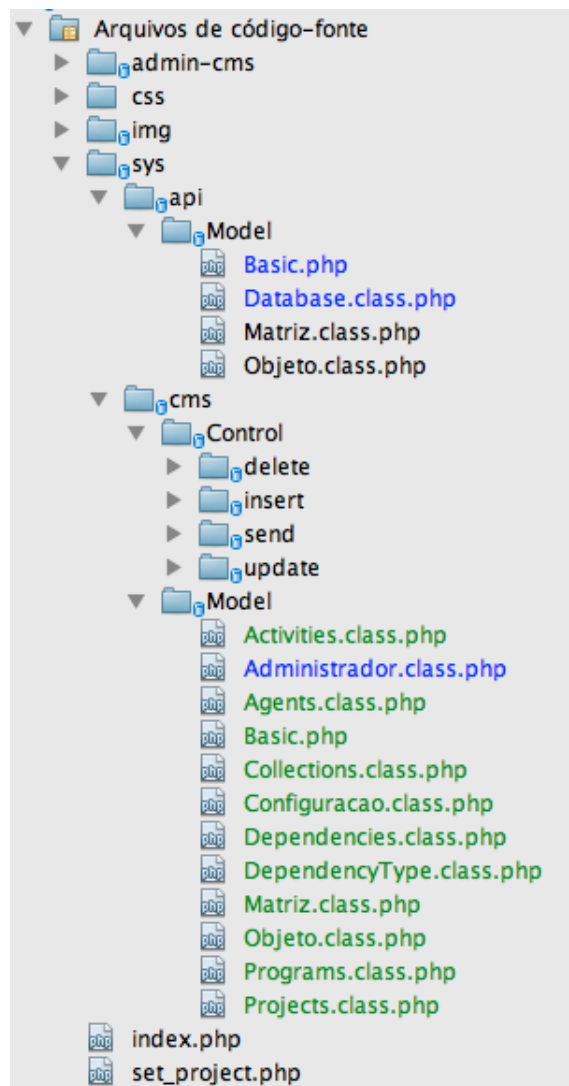 Arquivos de código-fonte
admin-cms
css
img
sys
api
Model
Basic.php
Database.class.php
Matriz.class.php
Objeto.class.php
cms
Control
delete
insert
send
update
Model
Activities.class.php
Administrador.class.php
Agents.class.php
Basic.php
Collections.class.php
Configuracao.class.php
Dependencies.class.php
DependencyType.class.php
Matriz.class.php
Objeto.class.php
Programs.class.php
Projects.class.php
index.php
set_project.php